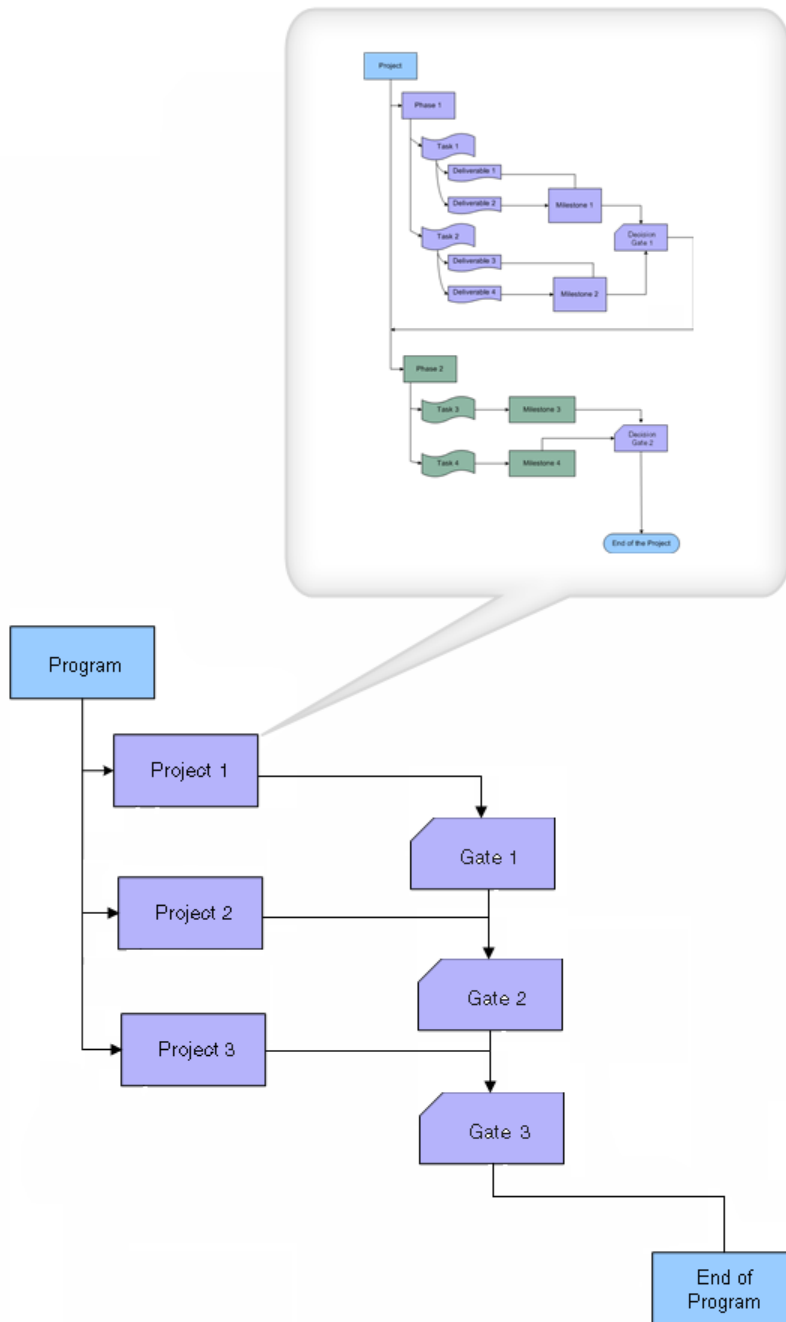 Project
Phase 1
Task 1
Deliverable 1
Deliverable 2
Milestone 1
Task 2
Decision
Gate 1
Deliverable 3
Deliverable 4
Milestone 2
Phase 2
Task 3
Milestone 3
Decision
Gate 2
Task 4
Milestone 4
End of the Project
Program
Project 1
Gate 1
Project 2
Gate 2
Project 3
Gate 3
End of
Program